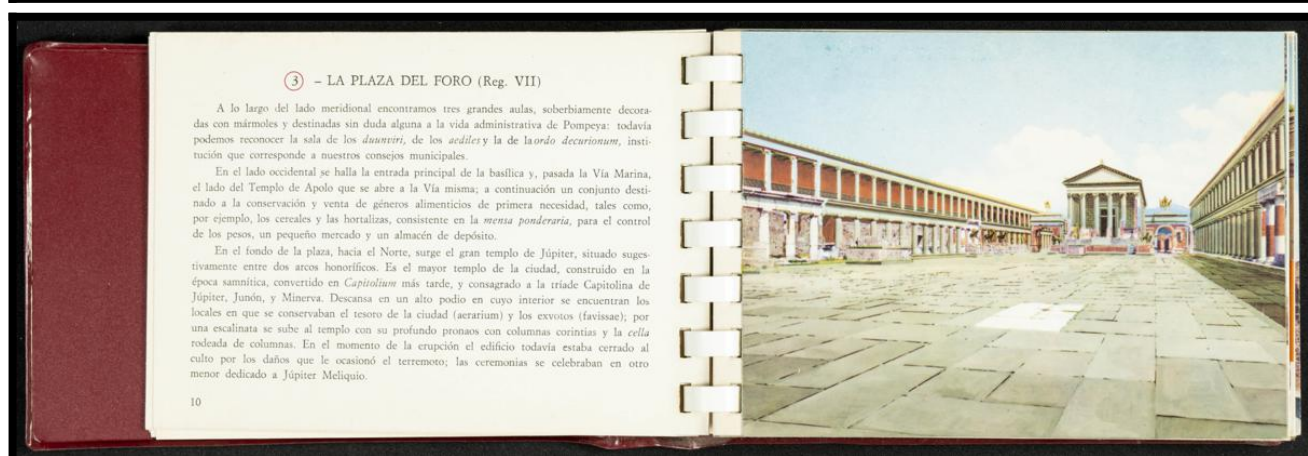 3 – LA PLAZA DEL FORO (Reg. VII)
A lo largo del lado meridional encontramos tres grandes aulas, soberbiamente decora-
das con mármoles y destinadas sin duda alguna a la vida administrativa de Pompeya: todavía
podemos reconocer la sala de los duunviri, de los aediles y la de la ordo decurionum, insti-
tución que corresponde a nuestros consejos municipales.
En el lado occidental se halla la entrada principal de la basílica y, pasada la Vía Marina,
el lado del Templo de Apolo que se abre a la Vía misma; a continuación un conjunto desti-
nado a la conservación y venta de géneros alimenticios de primera necesidad, tales como,
por ejemplo, los cereales y las hortalizas, consistente en la mensa ponderaria, para el control
de los pesos, un pequeño mercado y un almacén de depósito.
En el fondo de la plaza, hacia el Norte, surge el gran templo de Júpiter, situado suges-
tivamente entre dos arcos honoríficos. Es el mayor templo de la ciudad, construido en la
época samnítica, convertido en Capitolium más tarde, y consagrado a la tríade Capitolina de
Júpiter, Junón, y Minerva. Descansa en un alto podio en cuyo interior se encuentran los
locales en que se conservaban el tesoro de la ciudad (aerarium) y los exvotos (favissae); por
una escalinata se sube al templo con su profundo pronaos con columnas corintias y la cella
rodeada de columnas. En el momento de la erupción el edificio todavía estaba cerrado al
culto por los daños que le ocasionó el terremoto; las ceremonias se celebraban en otro
menor dedicado a Júpiter Meliquio.
10